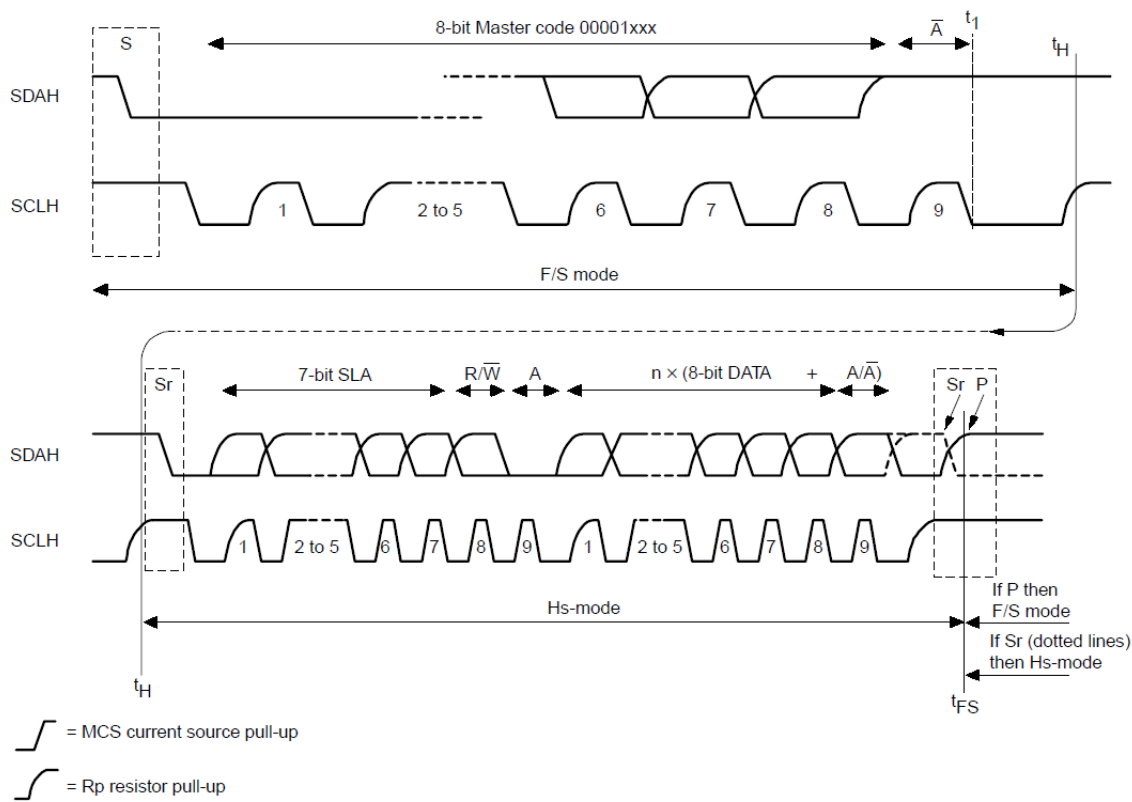 S 8-bit Master code 00001xxx A̅ t1 tH
SDAH
SCLH 1 2 to 5 6 7 8 9
F/S mode
Sr 7-bit SLA R/W̅ A n × (8-bit DATA + A/A̅) Sr P
SDAH
SCLH 1 2 to 5 6 7 8 9 1 2 to 5 6 7 8 9
Hs-mode
If P then
F/S mode
If Sr (dotted lines)
then Hs-mode
tH tFS
= MCS current source pull-up
= Rp resistor pull-up